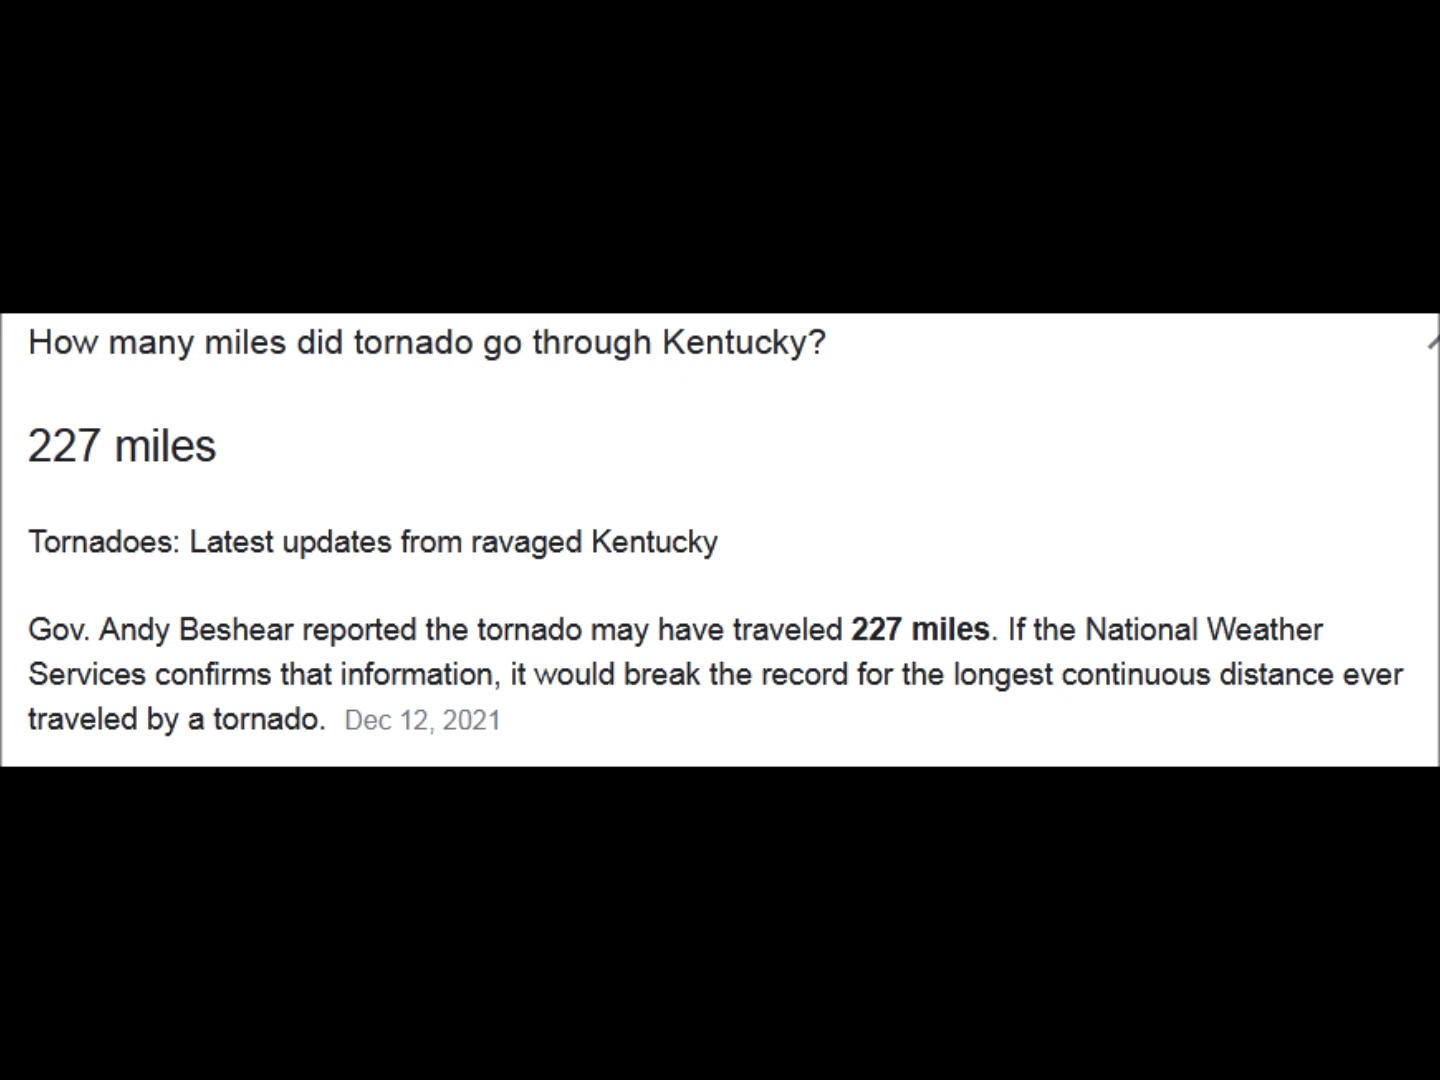 How many miles did tornado go through Kentucky?
227 miles
Tornadoes: Latest updates from ravaged Kentucky
Gov. Andy Beshear reported the tornado may have traveled 227 miles. If the National Weather
Services confirms that information, it would break the record for the longest continuous distance ever
traveled by a tornado. Dec 12, 2021